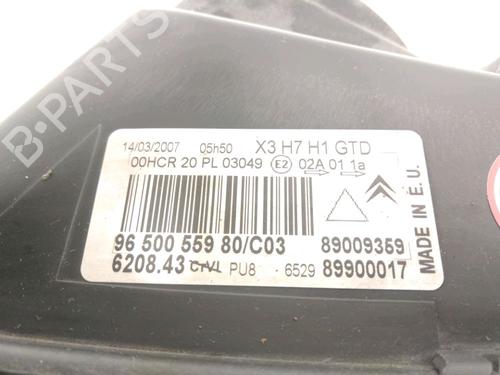 B-PARTS
14/03/2007 05h50 X3 H7 H1 GTD
00HCR 20 PL 03049 E2 02A 01 1a
96 500 559 80/C03 89009359
6208.43 PU8 6529 89900017
MADE IN E.U.